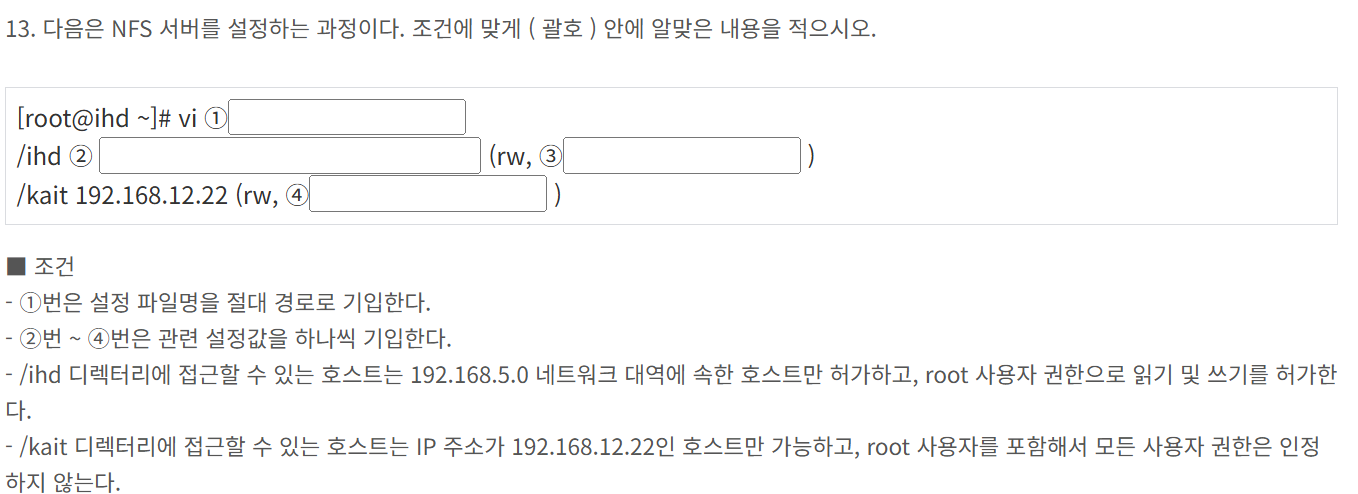 13. 다음은 NFS 서버를 설정하는 과정이다. 조건에 맞게 ( 괄호 ) 안에 알맞은 내용을 적으시오.
[root@ihd ~]# vi ①
/ihd ② (rw, ③ )
/kait 192.168.12.22 (rw, ④ )
■ 조건
- ①번은 설정 파일명을 절대 경로로 기입한다.
- ②번 ~ ④번은 관련 설정값을 하나씩 기입한다.
- /ihd 디렉터리에 접근할 수 있는 호스트는 192.168.5.0 네트워크 대역에 속한 호스트만 허가하고, root 사용자 권한으로 읽기 및 쓰기를 허가한
다.
- /kait 디렉터리에 접근할 수 있는 호스트는 IP 주소가 192.168.12.22인 호스트만 가능하고, root 사용자를 포함해서 모든 사용자 권한은 인정
하지 않는다.